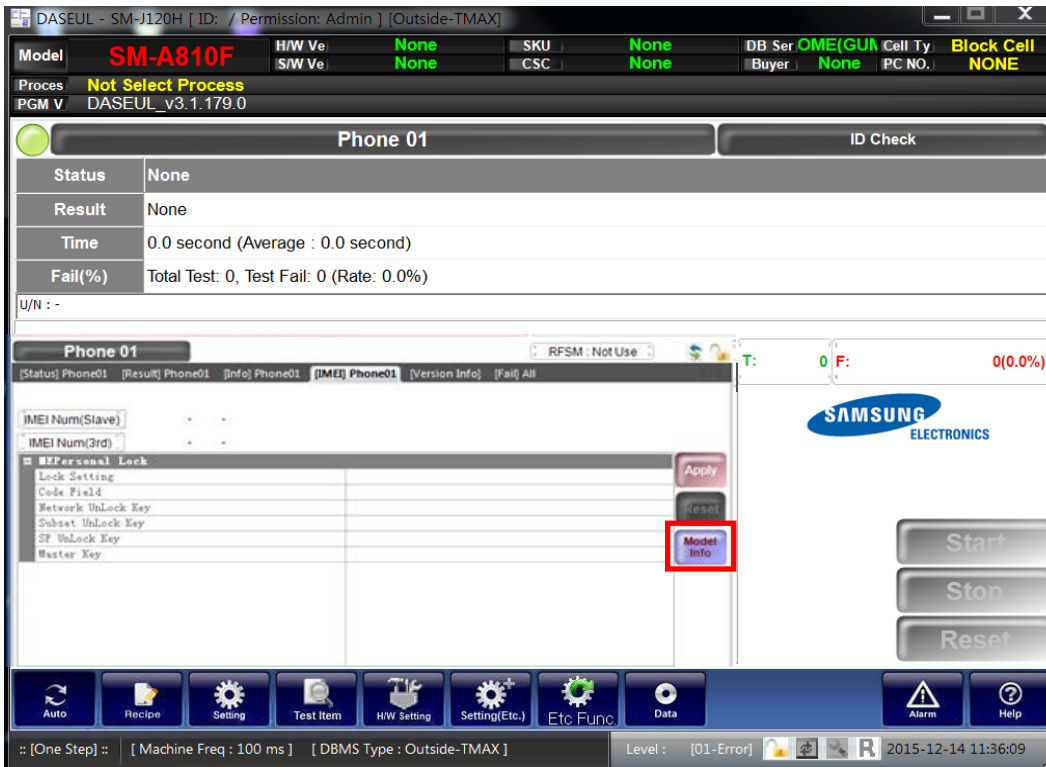 DASEUL - SM-J120H [ ID:  / Permission: Admin ] [Outside-TMAX]
Model SM-A810F H/W Ve None SKU None DB Ser OME(GUN Cell Ty Block Cell
S/W Ve None CSC None Buyer None PC NO. NONE
Proces Not Select Process
PGM V DASEUL_v3.1.179.0
Phone 01 ID Check
Status None
Result None
Time 0.0 second (Average : 0.0 second)
Fail(%) Total Test: 0, Test Fail: 0 (Rate: 0.0%)
U/N : -
Phone 01 RFSM : Not Use
T: 0 F: 0(0.0%)
[Status] Phone01 [Result] Phone01 [Info] Phone01 [IMEI] Phone01 [Version Info] [Fail] All
SAMSUNG
ELECTRONICS
IMEI Num(Slave) - -
IMEI Num(3rd) - -
Personal Lock
Lock Setting
Code Field
Network UnLock Key
Subset UnLock Key
SP UnLock Key
Master Key
Apply
Reset
Model
Info
Start
Stop
Reset
Auto Recipe Setting Test Item H/W Setting Setting(Etc.) Etc Func. Data Alarm Help
:: [One Step] :: [ Machine Freq : 100 ms ] [ DBMS Type : Outside-TMAX ] Level : [01-Error] R 2015-12-14 11:36:09